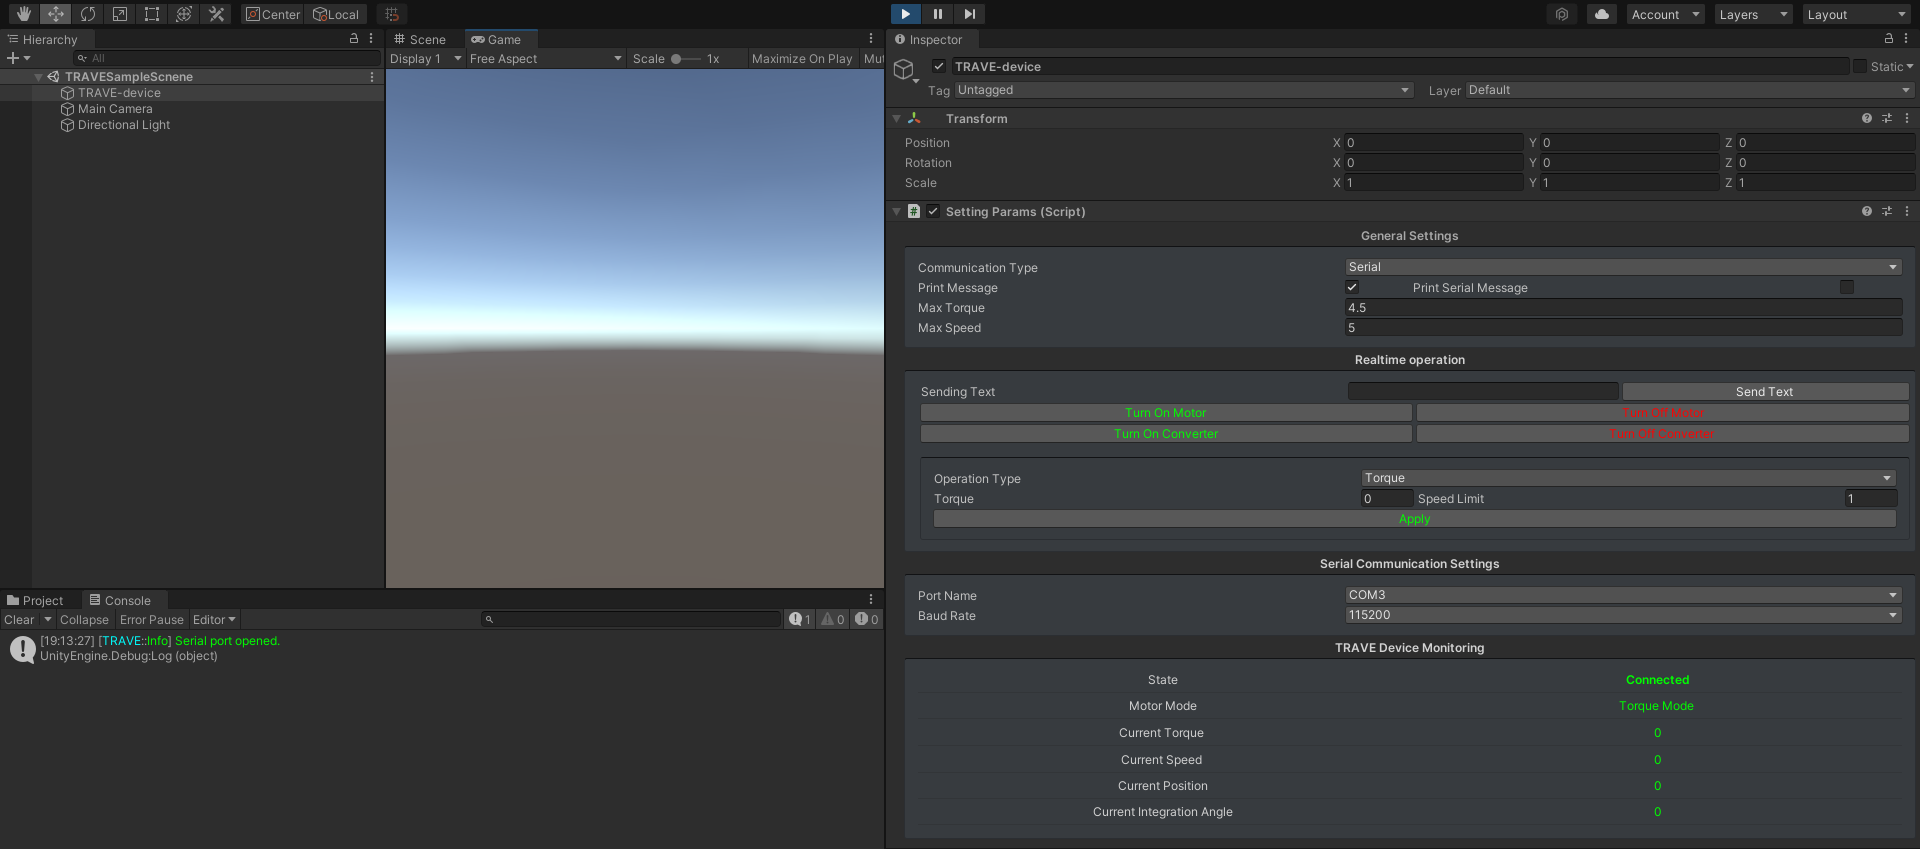 Center
Local
Account
Layers
Layout
Hierarchy
All
TRAVESampleScnene
TRAVE-device
Main Camera
Directional Light
Scene
Game
Display 1
Free Aspect
Scale
1x
Maximize On Play
Mut
Inspector
TRAVE-device
Static
Tag
Untagged
Layer
Default
Transform
Position
X 0
Y 0
Z 0
Rotation
X 0
Y 0
Z 0
Scale
X 1
Y 1
Z 1
Setting Params (Script)
General Settings
Communication Type
Serial
Print Message
Print Serial Message
Max Torque
4.5
Max Speed
5
Realtime operation
Sending Text
Send Text
Turn On Motor
Turn Off Motor
Turn On Converter
Turn Off Converter
Operation Type
Torque
Torque
0
Speed Limit
1
Apply
Serial Communication Settings
Port Name
COM3
Baud Rate
115200
TRAVE Device Monitoring
State
Connected
Motor Mode
Torque Mode
Current Torque
0
Current Speed
0
Current Position
0
Current Integration Angle
0
Project
Console
Clear
Collapse
Error Pause
Editor
1
0
0
[19:13:27] [TRAVE::Info] Serial port opened.
UnityEngine.Debug:Log (object)